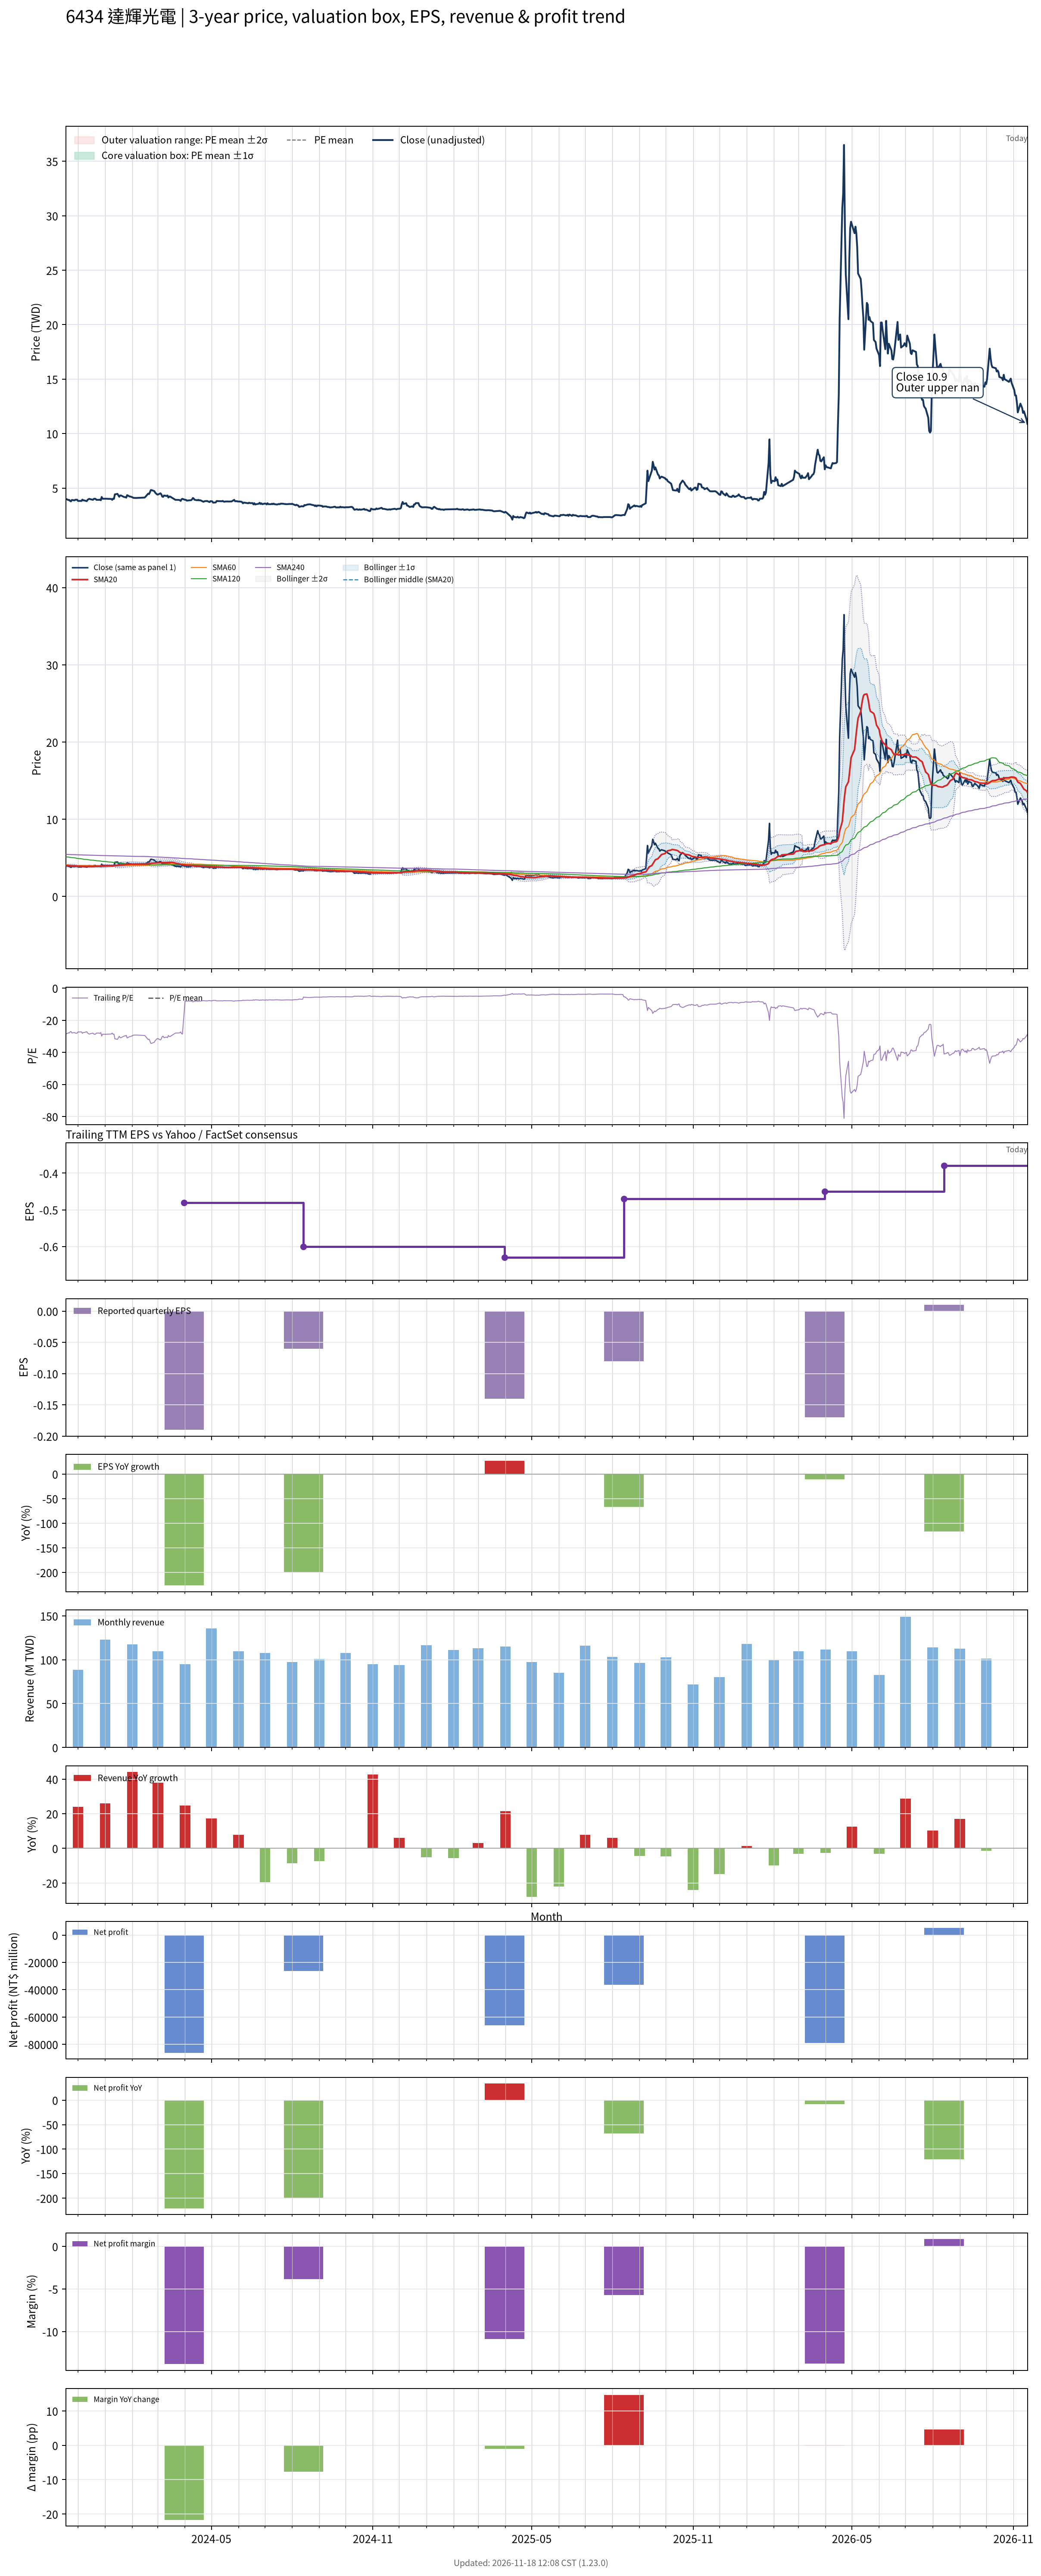 6434 達輝光電 | 3-year price, valuation box, EPS, revenue & profit trend
Outer valuation range: PE mean ±2σ
Core valuation box: PE mean ±1σ
PE mean
Close (unadjusted)
Today
Price (TWD)
35
30
25
20
15
10
5
Close 10.9
Outer upper nan
Close (same as panel 1)
SMA20
SMA60
SMA120
SMA240
Bollinger ±2σ
Bollinger ±1σ
Bollinger middle (SMA20)
Price
40
30
20
10
0
Trailing P/E
P/E mean
P/E
0
-20
-40
-60
-80
Trailing TTM EPS vs Yahoo / FactSet consensus
Today
EPS
-0.4
-0.5
-0.6
Reported quarterly EPS
EPS
0.00
-0.05
-0.10
-0.15
-0.20
EPS YoY growth
YoY (%)
0
-50
-100
-150
-200
Monthly revenue
Revenue (M TWD)
150
100
50
0
Revenue YoY growth
YoY (%)
40
20
0
-20
Month
Net profit
Net profit (NT$ million)
0
-20000
-40000
-60000
-80000
Net profit YoY
YoY (%)
0
-50
-100
-150
-200
Net profit margin
Margin (%)
0
-5
-10
Margin YoY change
Δ margin (pp)
10
0
-10
-20
2024-05
2024-11
2025-05
2025-11
2026-05
2026-11
Updated: 2026-11-18 12:08 CST (1.23.0)